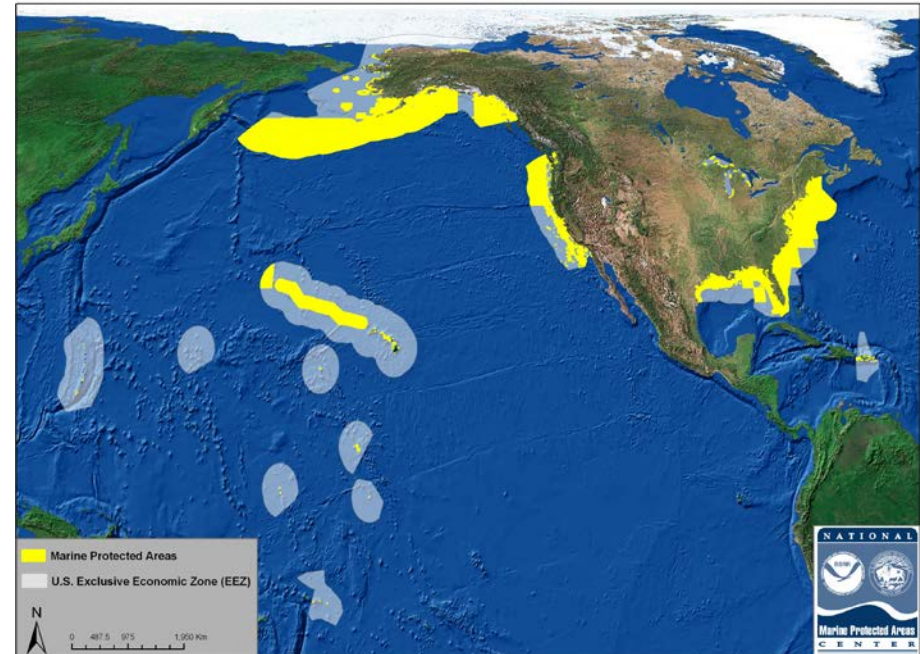 Marine Protected Areas
U.S. Exclusive Economic Zone (EEZ)
N
0 487.5 975 1,950 Km
NATIONAL
NOAA
Marine Protected Areas
CENTER